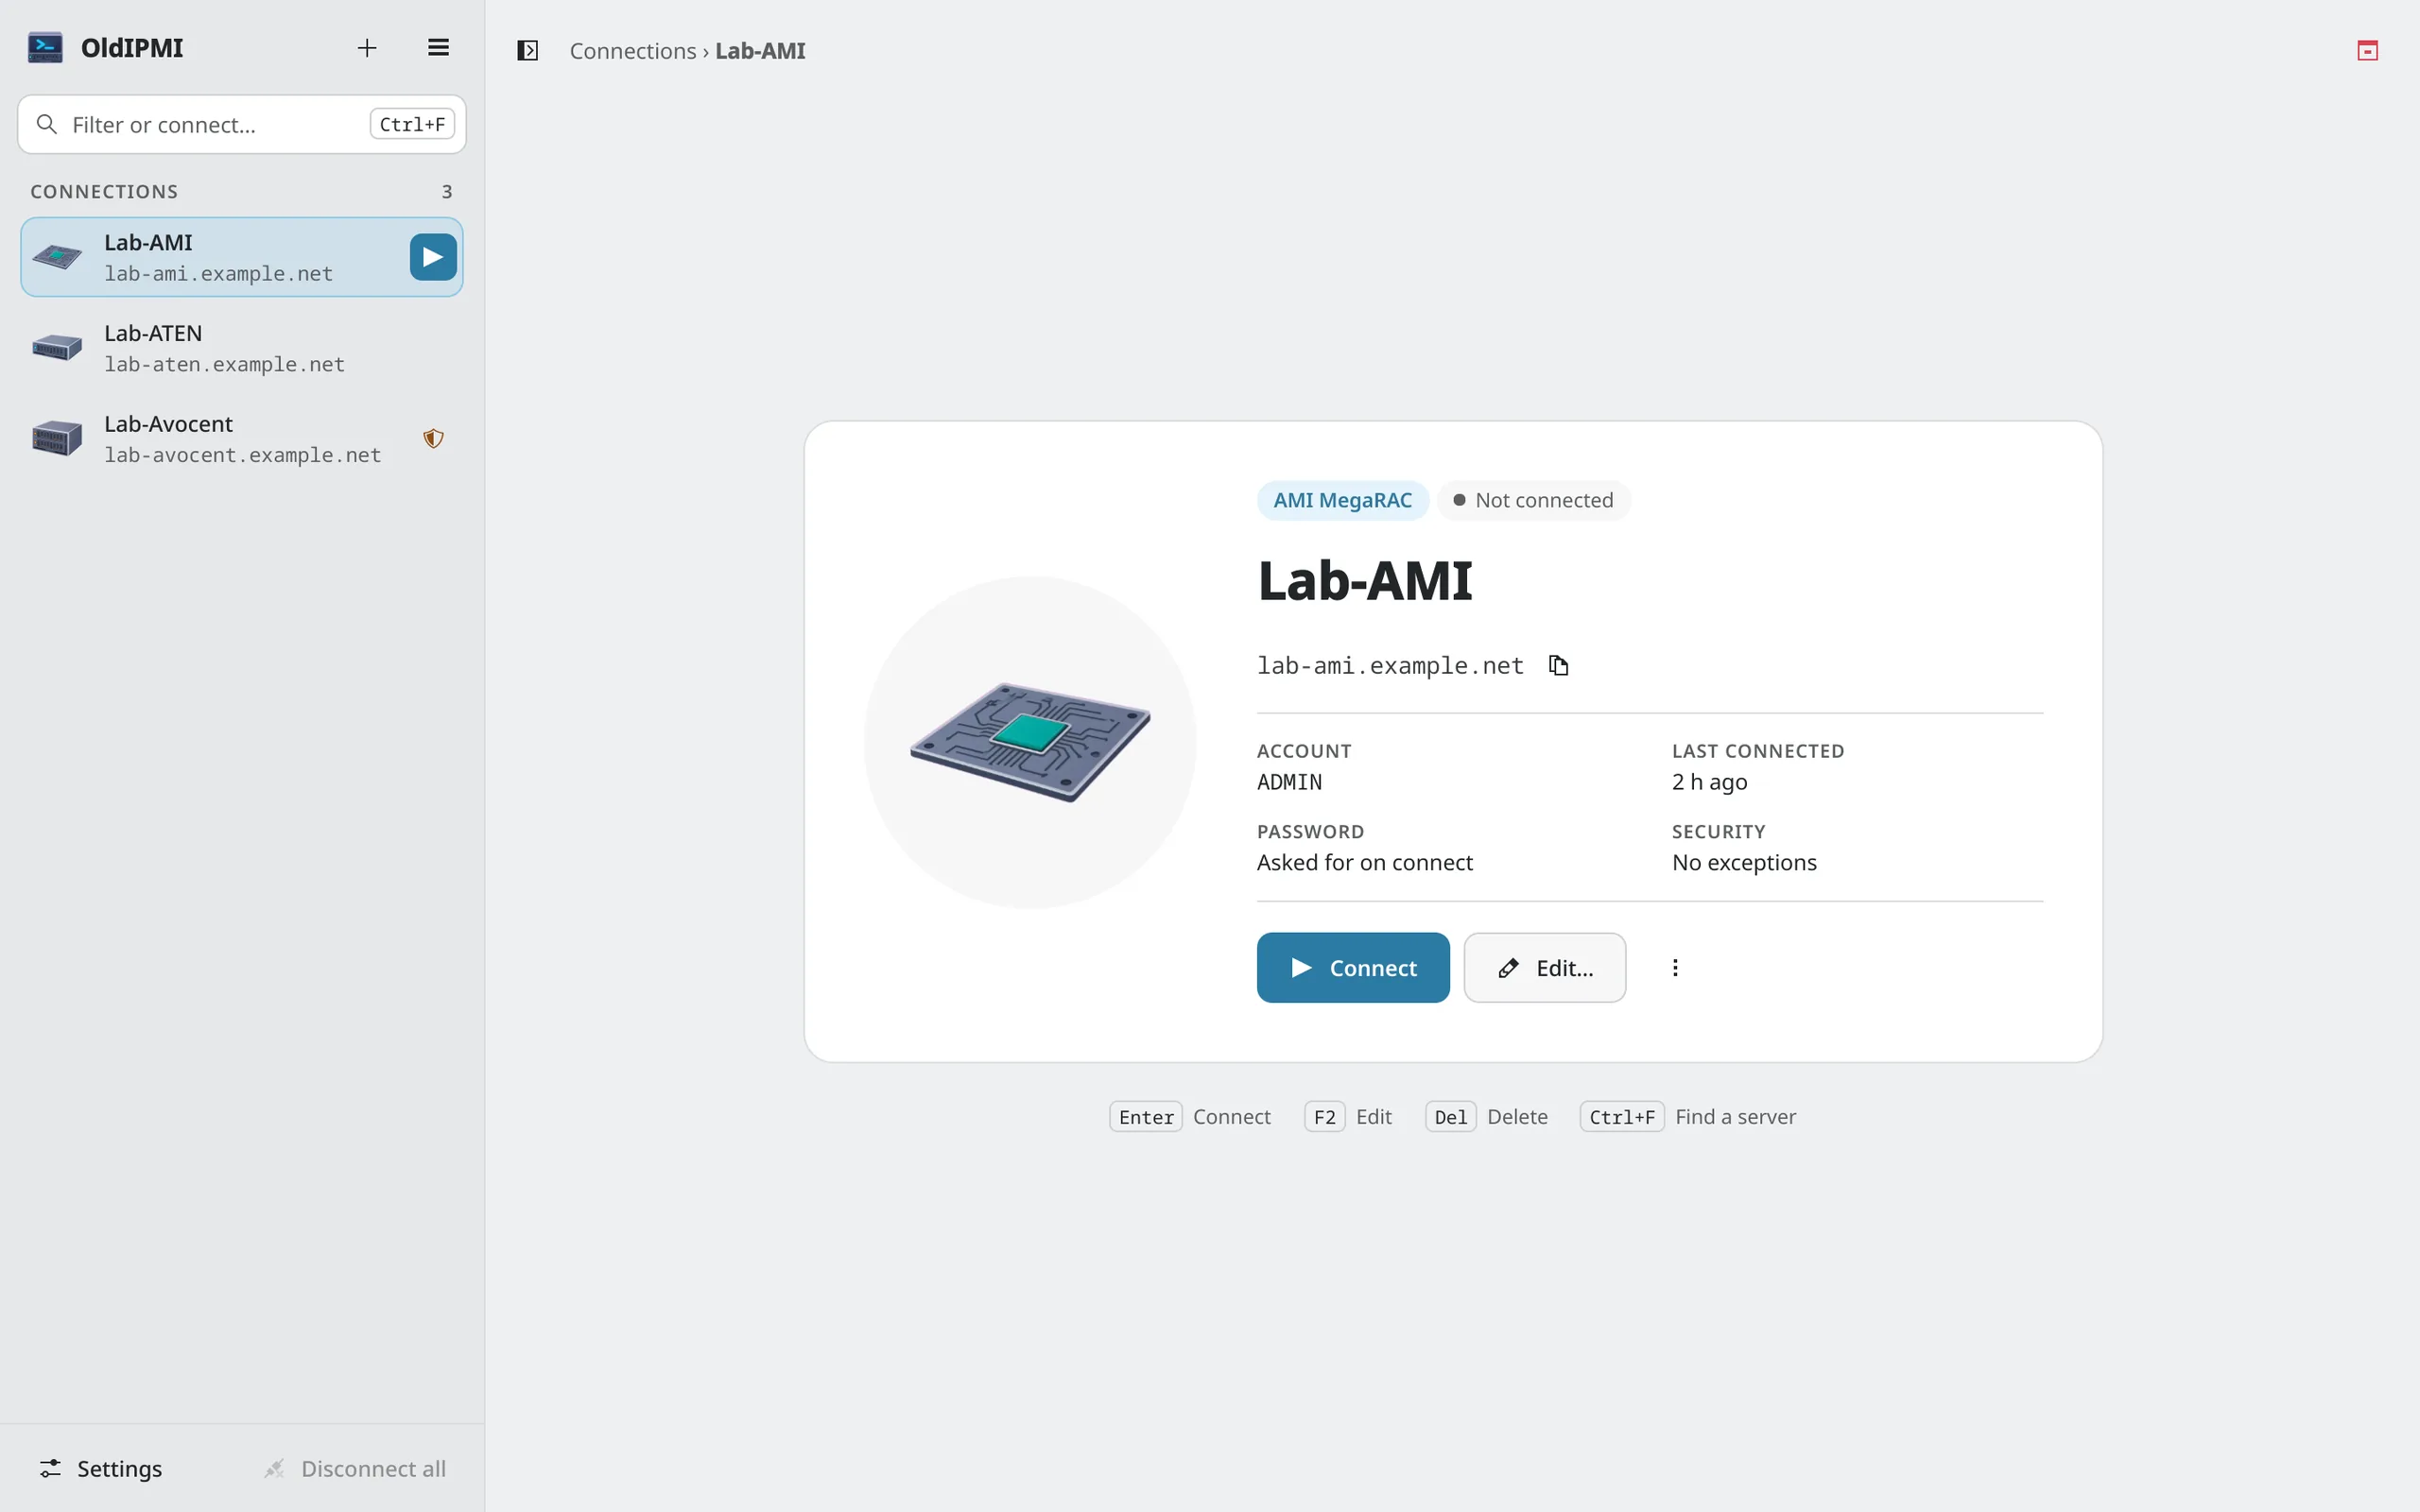 OldIPMI
Filter or connect... Ctrl+F
CONNECTIONS 3
Lab-AMI
lab-ami.example.net
Lab-ATEN
lab-aten.example.net
Lab-Avocent
lab-avocent.example.net
Settings Disconnect all
Connections › Lab-AMI
AMI MegaRAC Not connected
Lab-AMI
lab-ami.example.net
ACCOUNT LAST CONNECTED
ADMIN 2 h ago
PASSWORD SECURITY
Asked for on connect No exceptions
Connect Edit...
Enter Connect F2 Edit Del Delete Ctrl+F Find a server